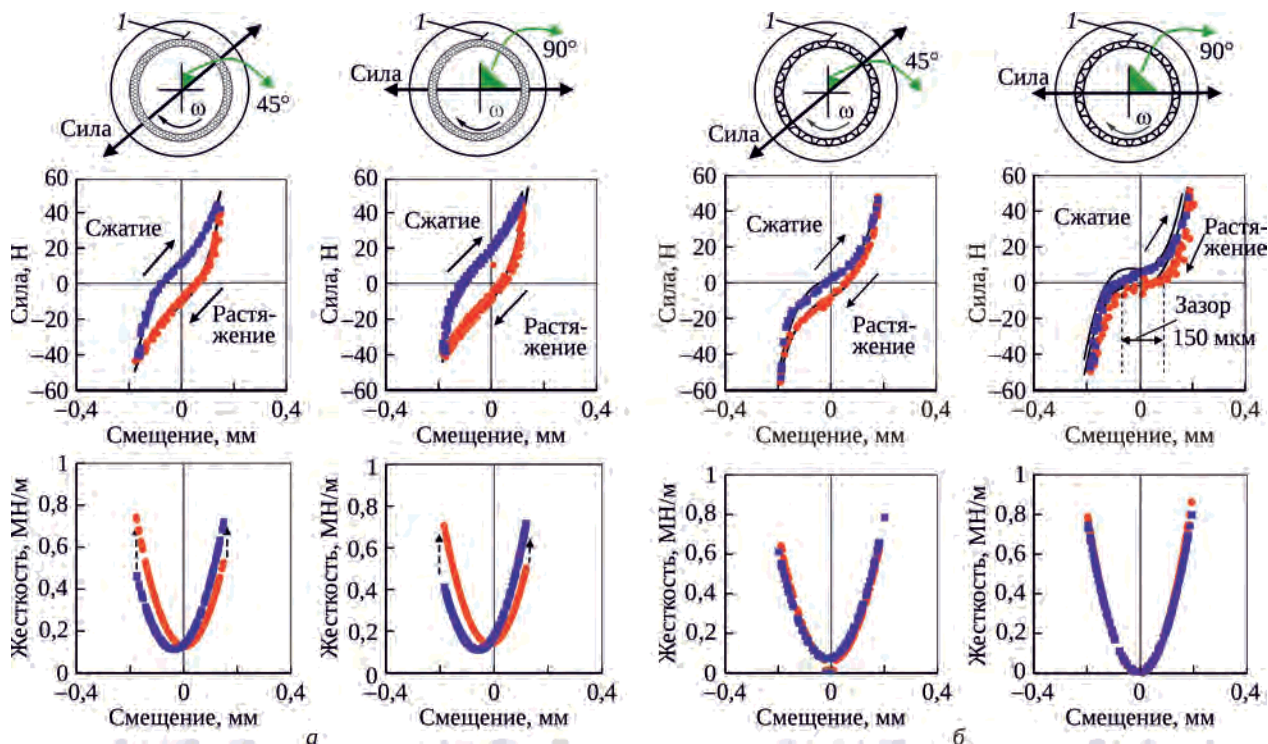 1
45°
ω
Сила
1
90°
Сила
ω
1
45°
ω
Сила
1
90°
Сила
ω
60
40
20
0
–20
–40
–60
Сила, Н
Сжатие
Растя-
жение
–0,4
0
0,4
Смещение, мм
60
40
20
0
–20
–40
–60
Сила, Н
Сжатие
Растя-
жение
–0,4
0
0,4
Смещение, мм
60
40
20
0
–20
–40
–60
Сила, Н
Сжатие
Растя-
жение
–0,4
0
0,4
Смещение, мм
60
40
20
0
–20
–40
–60
Сила, Н
Сжатие
Растя-
жение
Зазор
150 мкм
–0,4
0
0,4
Смещение, мм
1
0,8
0,6
0,4
0,2
0
Жесткость, МН/м
–0,4
0
0,4
Смещение, мм
1
0,8
0,6
0,4
0,2
0
Жесткость, МН/м
–0,4
0
0,4
Смещение, мм
1
0,8
0,6
0,4
0,2
0
Жесткость, МН/м
–0,4
0
0,4
Смещение, мм
1
0,8
0,6
0,4
0,2
0
Жесткость, МН/м
–0,4
0
0,4
Смещение, мм
а
б